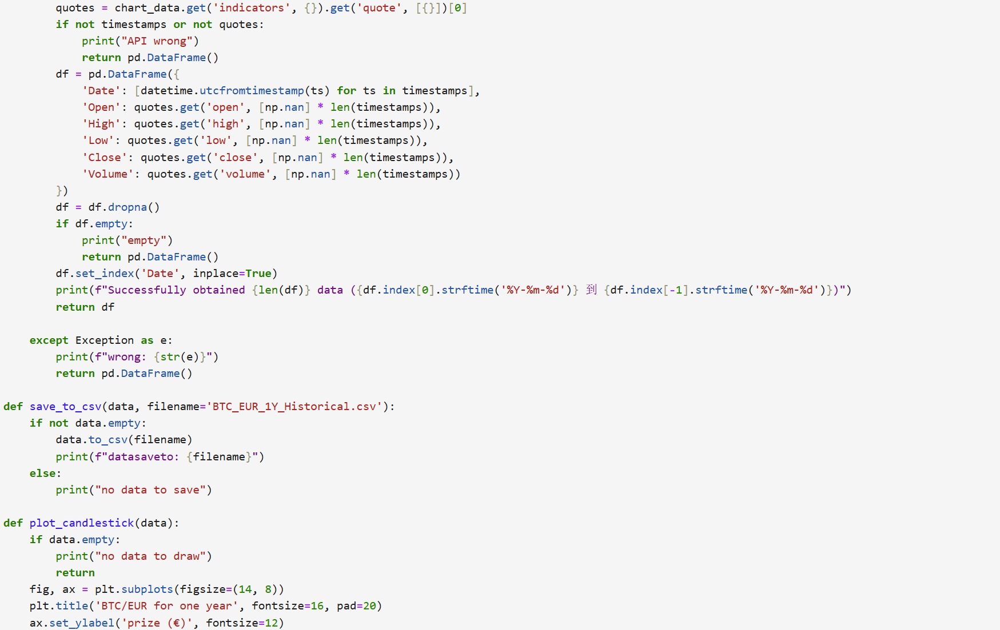 quotes = chart_data.get('indicators', {}).get('quote', [{}])[0]
        if not timestamps or not quotes:
            print("API wrong")
            return pd.DataFrame()
        df = pd.DataFrame({
            'Date': [datetime.utcfromtimestamp(ts) for ts in timestamps],
            'Open': quotes.get('open', [np.nan] * len(timestamps)),
            'High': quotes.get('high', [np.nan] * len(timestamps)),
            'Low': quotes.get('low', [np.nan] * len(timestamps)),
            'Close': quotes.get('close', [np.nan] * len(timestamps)),
            'Volume': quotes.get('volume', [np.nan] * len(timestamps))
        })
        df = df.dropna()
        if df.empty:
            print("empty")
            return pd.DataFrame()
        df.set_index('Date', inplace=True)
        print(f"Successfully obtained {len(df)} data ({df.index[0].strftime('%Y-%m-%d')} 到 {df.index[-1].strftime('%Y-%m-%d')})")
        return df

    except Exception as e:
        print(f"wrong: {str(e)}")
        return pd.DataFrame()

def save_to_csv(data, filename='BTC_EUR_1Y_Historical.csv'):
    if not data.empty:
        data.to_csv(filename)
        print(f"datasaveto: {filename}")
    else:
        print("no data to save")

def plot_candlestick(data):
    if data.empty:
        print("no data to draw")
        return
    fig, ax = plt.subplots(figsize=(14, 8))
    plt.title('BTC/EUR for one year', fontsize=16, pad=20)
    ax.set_ylabel('prize (€)', fontsize=12)